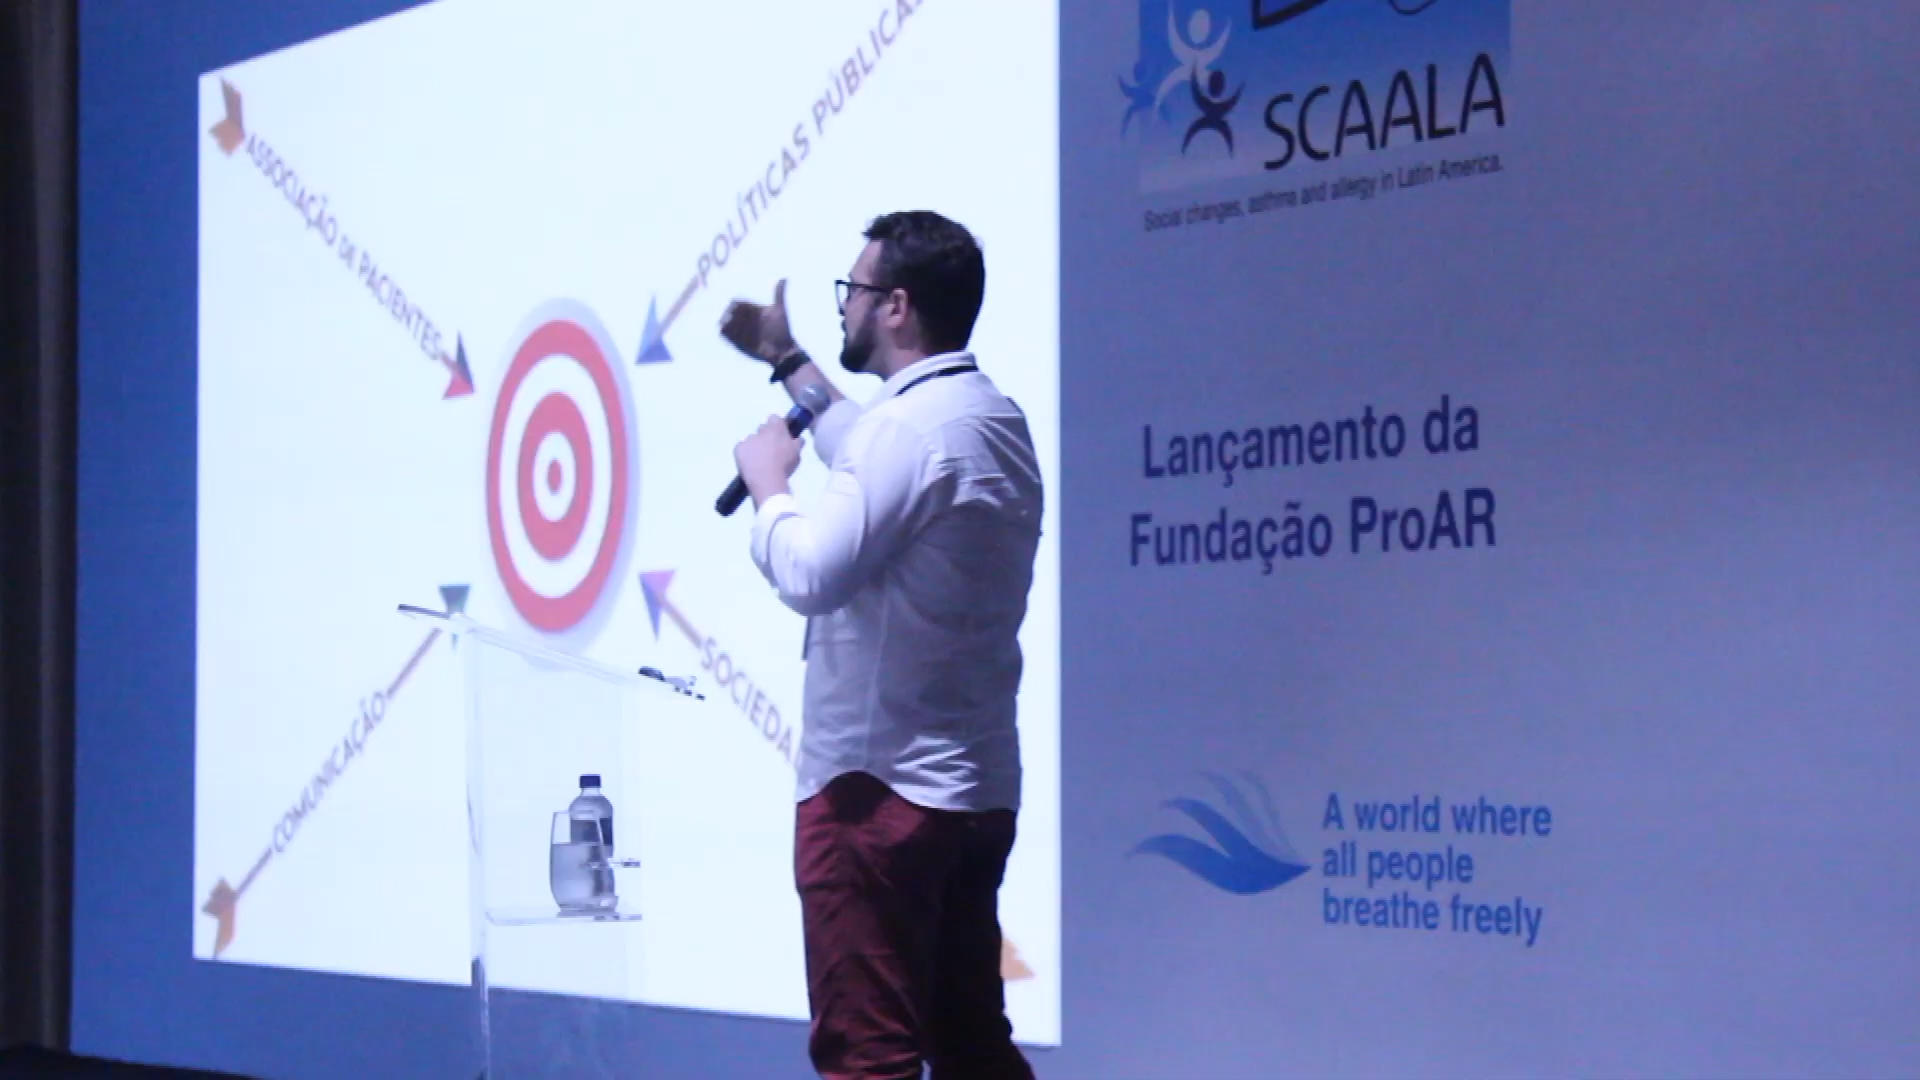 ASSOCIAÇÃO DE PACIENTES
POLÍTICAS PÚBLICAS
COMUNICAÇÃO
SOCIEDA
SCAALA
Social changes, asthma and allergy in Latin America.
Lançamento da
Fundação ProAR
A world where
all people
breathe freely